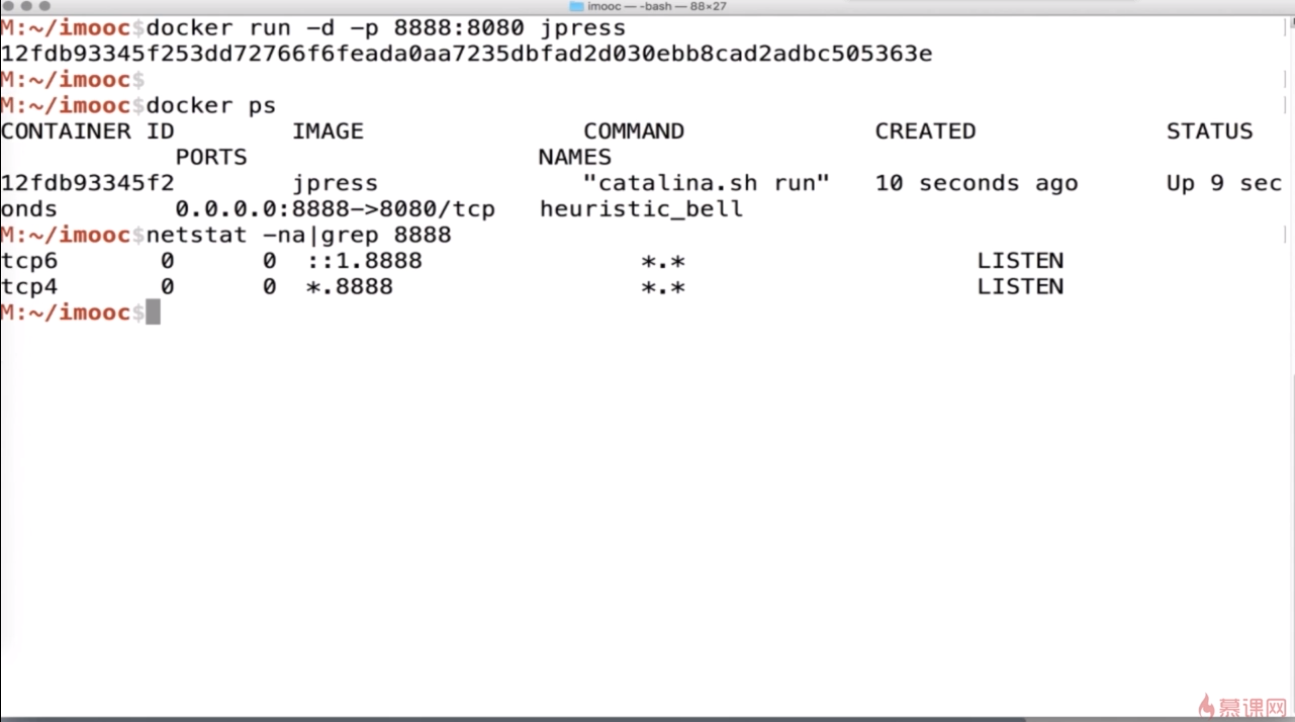 imooc — -bash — 88×27
M:~/imooc$docker run -d -p 8888:8080 jpress
12fdb93345f253dd72766f6feada0aa7235dbfad2d030ebb8cad2adbc505363e
M:~/imooc$
M:~/imooc$docker ps
CONTAINER ID        IMAGE               COMMAND             CREATED             STATUS
            PORTS                    NAMES
12fdb93345f2        jpress              "catalina.sh run"   10 seconds ago      Up 9 sec
onds        0.0.0.0:8888->8080/tcp   heuristic_bell
M:~/imooc$netstat -na|grep 8888
tcp6       0      0  ::1.8888               *.*                    LISTEN
tcp4       0      0  *.8888                 *.*                    LISTEN
M:~/imooc$
慕课网